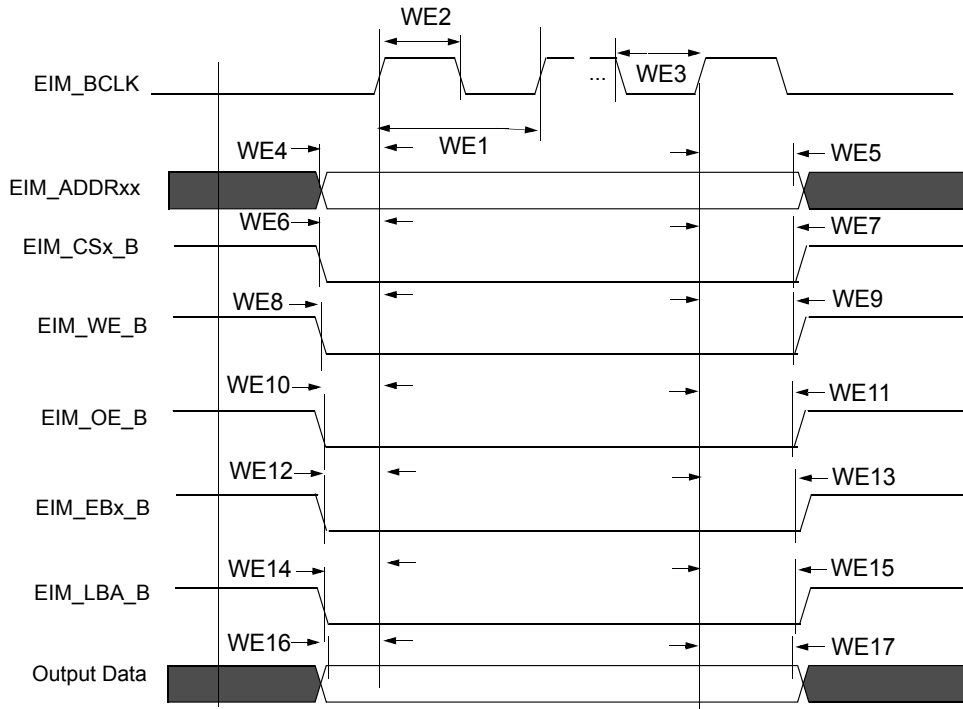 WE2
EIM_BCLK
...
WE3
WE4
WE1
WE5
EIM_ADDRxx
WE6
WE7
EIM_CSx_B
WE8
WE9
EIM_WE_B
WE10
WE11
EIM_OE_B
WE12
WE13
EIM_EBx_B
WE14
WE15
EIM_LBA_B
WE16
WE17
Output Data